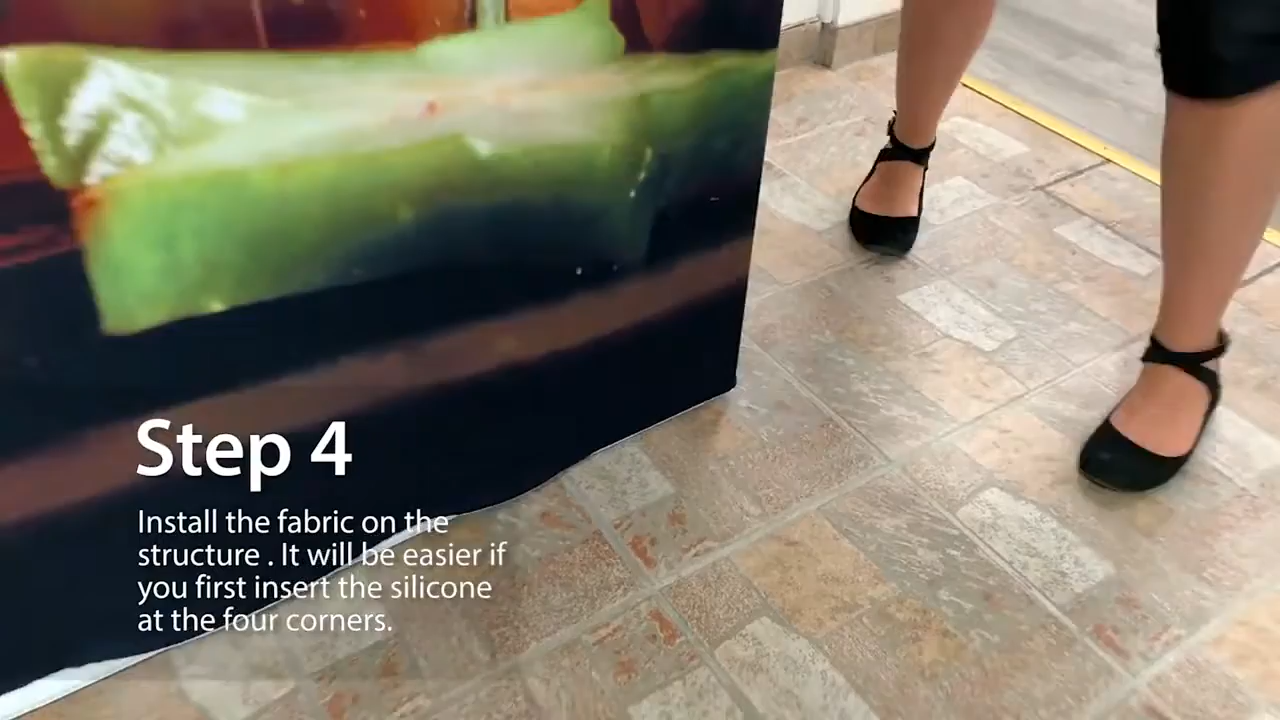 Step 4
Install the fabric on the
structure . It will be easier if
you first insert the silicone
at the four corners.